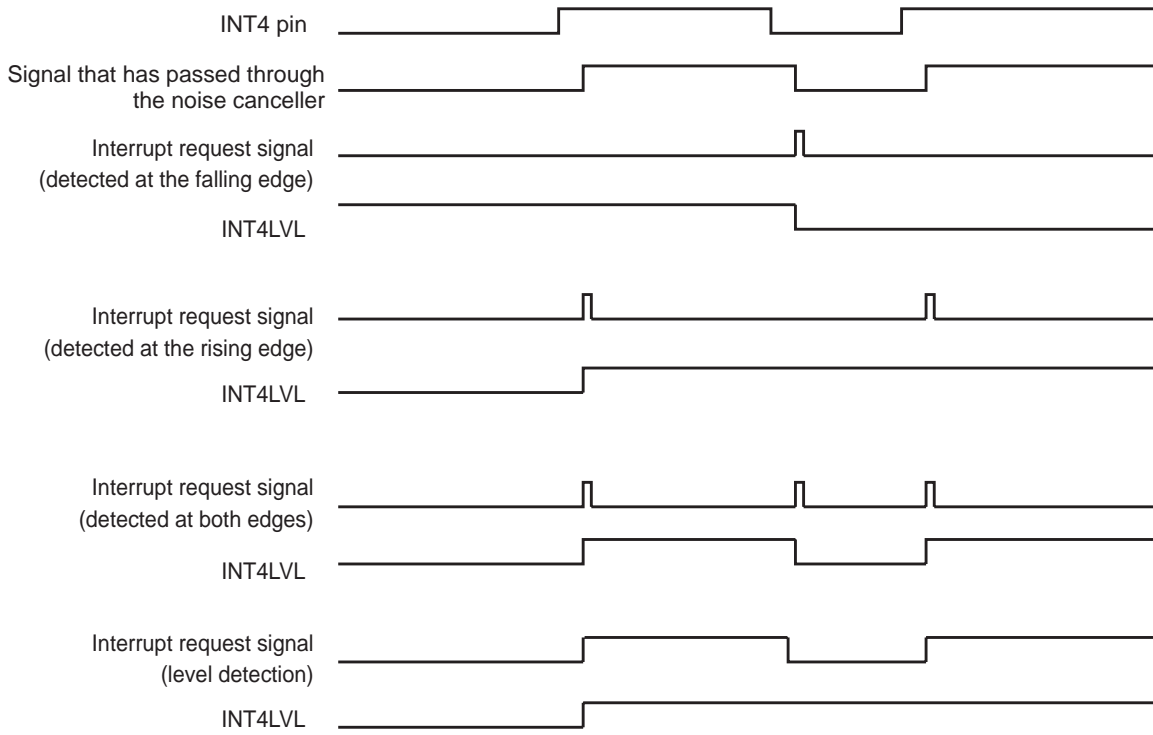 INT4 pin
Signal that has passed through
the noise canceller
Interrupt request signal
(detected at the falling edge)
INT4LVL
Interrupt request signal
(detected at the rising edge)
INT4LVL
Interrupt request signal
(detected at both edges)
INT4LVL
Interrupt request signal
(level detection)
INT4LVL